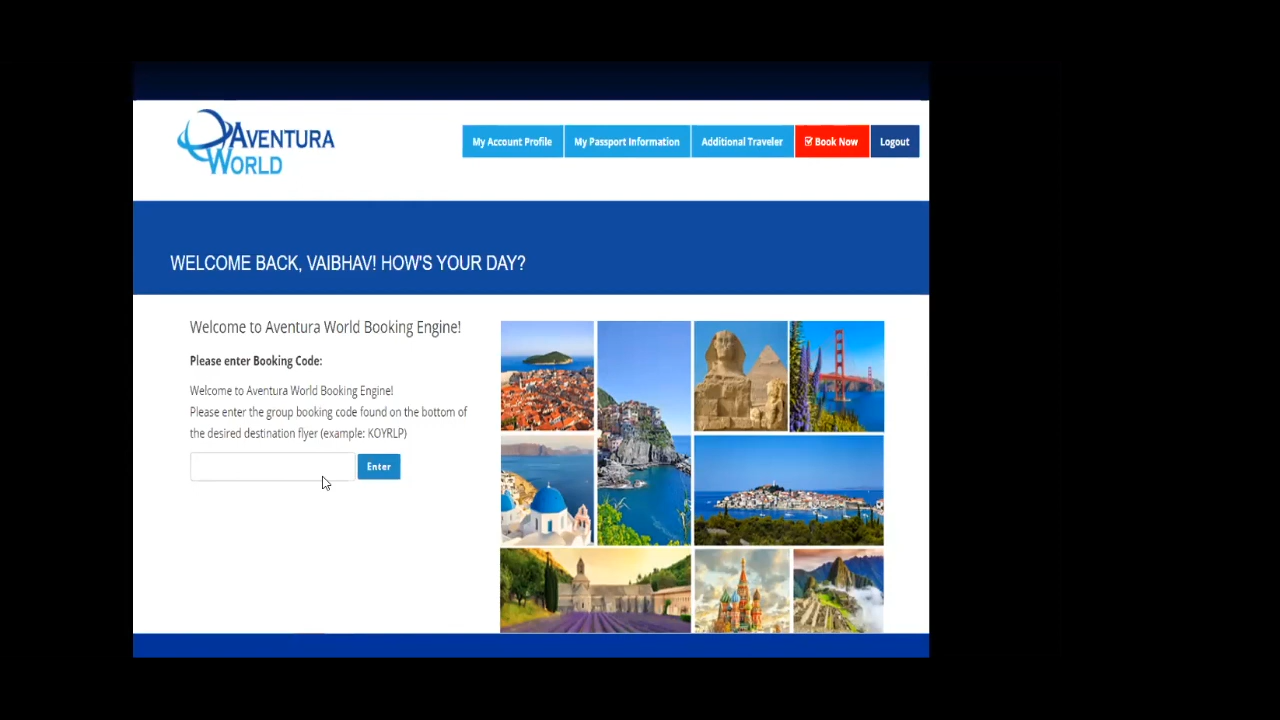 AVENTURA
WORLD
My Account Profile
My Passport Information
Additional Traveler
Book Now
Logout
WELCOME BACK, VAIBHAV! HOW'S YOUR DAY?
Welcome to Aventura World Booking Engine!
Please enter Booking Code:
Welcome to Aventura World Booking Engine!
Please enter the group booking code found on the bottom of
the desired destination flyer (example: KOYRLP)
Enter